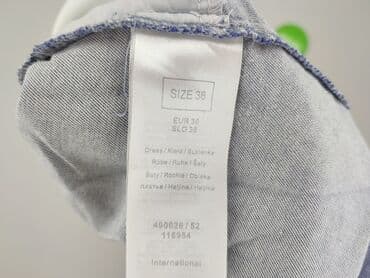 SIZE 36
EUR 36
SLO 36
Dress / Kleid / Sukienka
Robe / Ruha / Šaty
Šaty / Rochie / Obleka
платье / Haljina / Haljina
490026 / 52
116954
International